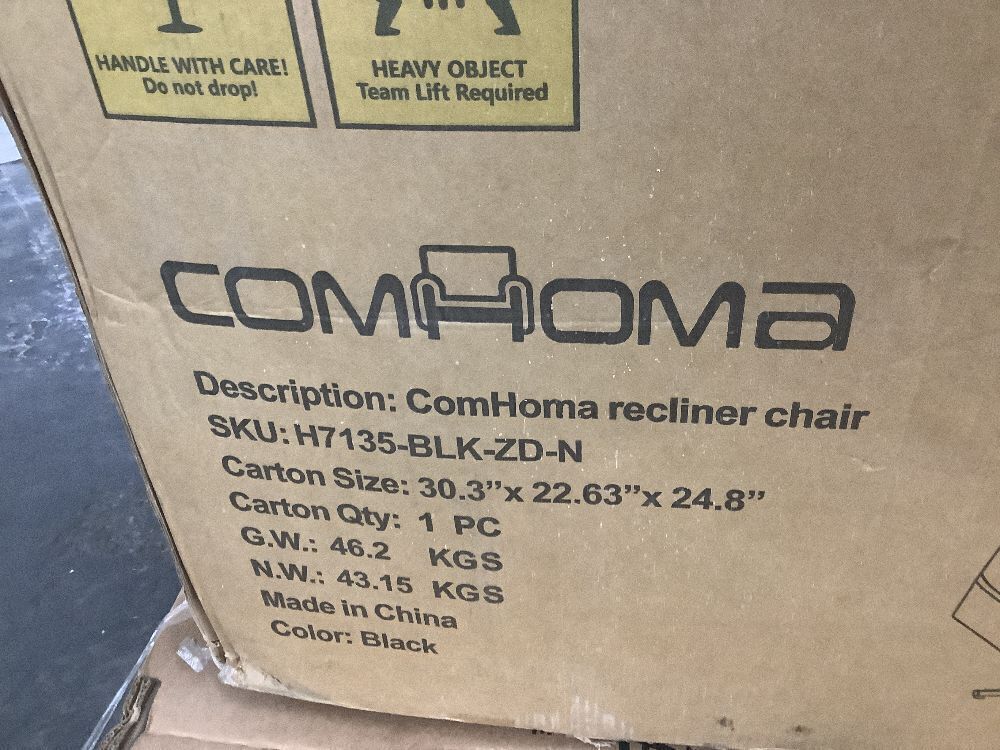 HANDLE WITH CARE!
Do not drop!
HEAVY OBJECT
Team Lift Required
COMHOMa
Description: ComHoma recliner chair
SKU: H7135-BLK-ZD-N
Carton Size: 30.3”x 22.63”x 24.8”
Carton Qty: 1 PC
G.W.: 46.2 KGS
N.W.: 43.15 KGS
Made in China
Color: Black